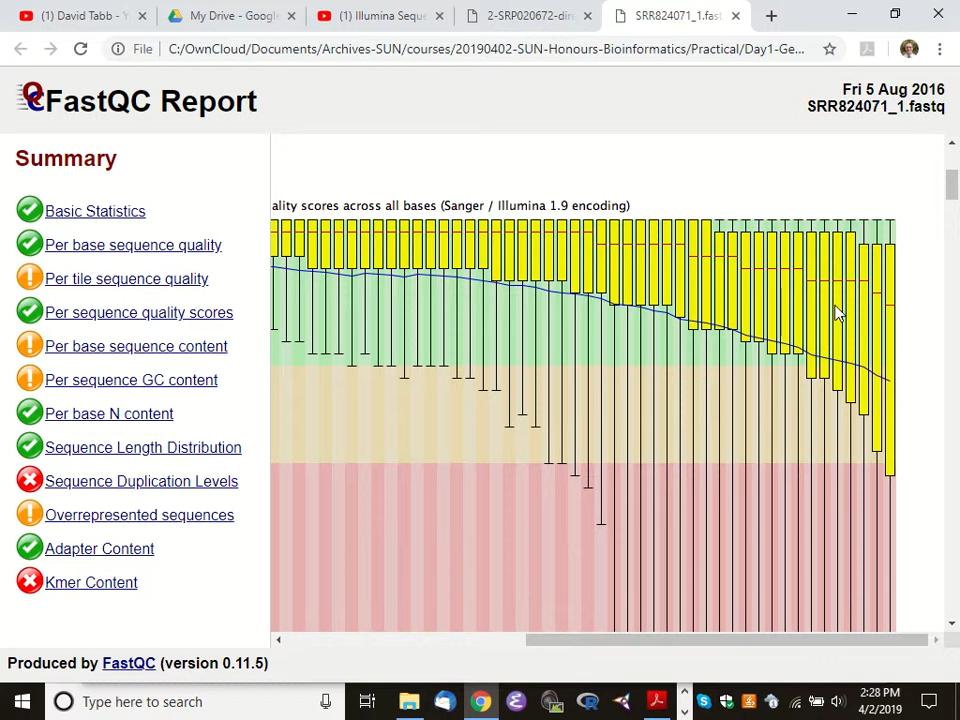 (1) David Tabb -
My Drive - Google
(1) Illumina Sequ
2-SRP020672-dir
SRR824071_1.fast
File
C:/OwnCloud/Documents/Archives-SUN/courses/20190402-SUN-Honours-Bioinformatics/Practical/Day1-Ge...
FastQC Report
Fri 5 Aug 2016
SRR824071_1.fastq
Summary
Basic Statistics
Per base sequence quality
Per tile sequence quality
Per sequence quality scores
Per base sequence content
Per sequence GC content
Per base N content
Sequence Length Distribution
Sequence Duplication Levels
Overrepresented sequences
Adapter Content
Kmer Content
ality scores across all bases (Sanger / Illumina 1.9 encoding)
Produced by FastQC (version 0.11.5)
Type here to search
2:28 PM
4/2/2019